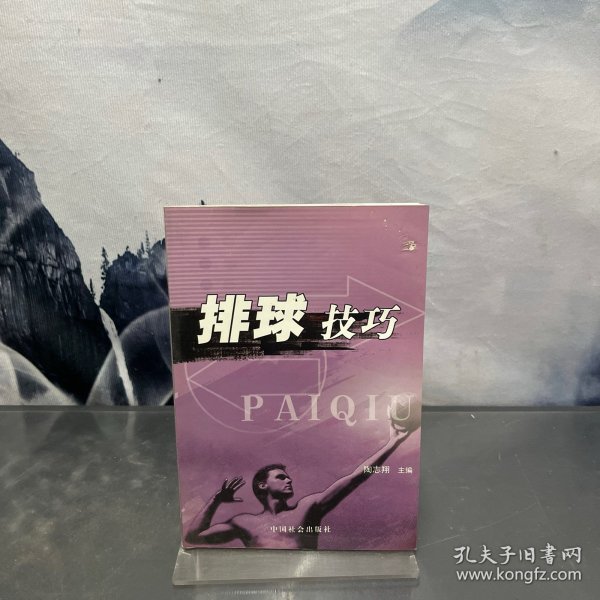 排球 技巧
PAIQIU
陶志翔 主编
中国社会出版社
孔夫子旧書网
www.kongfz.com